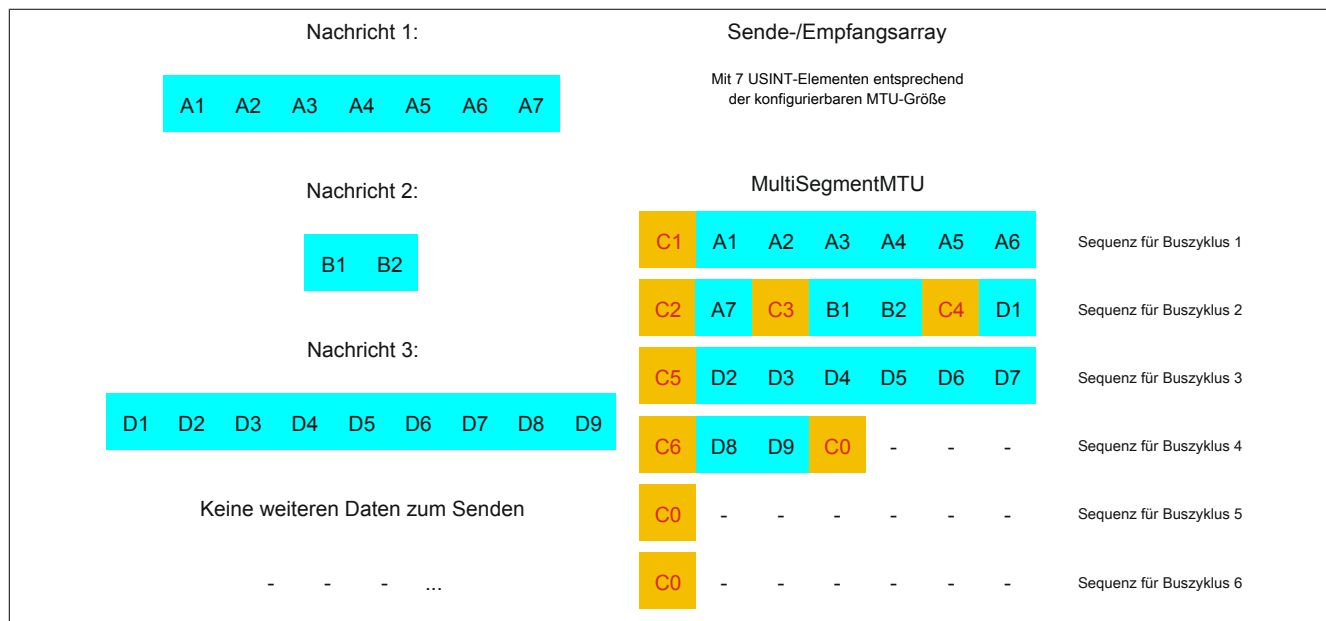 Nachricht 1:
A1 A2 A3 A4 A5 A6 A7
Nachricht 2:
B1 B2
Nachricht 3:
D1 D2 D3 D4 D5 D6 D7 D8 D9
Keine weiteren Daten zum Senden
- - - ...
Sende-/Empfangsarray
Mit 7 USINT-Elementen entsprechend
der konfigurierbaren MTU-Größe
MultiSegmentMTU
C1 A1 A2 A3 A4 A5 A6 Sequenz für Buszyklus 1
C2 A7 C3 B1 B2 C4 D1 Sequenz für Buszyklus 2
C5 D2 D3 D4 D5 D6 D7 Sequenz für Buszyklus 3
C6 D8 D9 C0 - - - Sequenz für Buszyklus 4
C0 - - - - - - Sequenz für Buszyklus 5
C0 - - - - - - Sequenz für Buszyklus 6